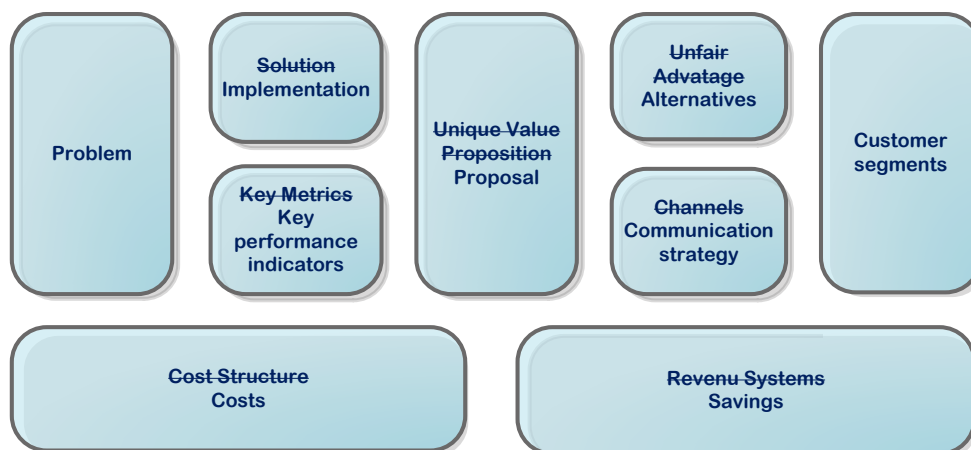 Problem
Solution
Implementation
Key Metrics
Key
performance
indicators
Unique Value
Proposition
Proposal
Unfair
Advatage
Alternatives
Channels
Communication
strategy
Customer
segments
Cost Structure
Costs
Revenu Systems
Savings